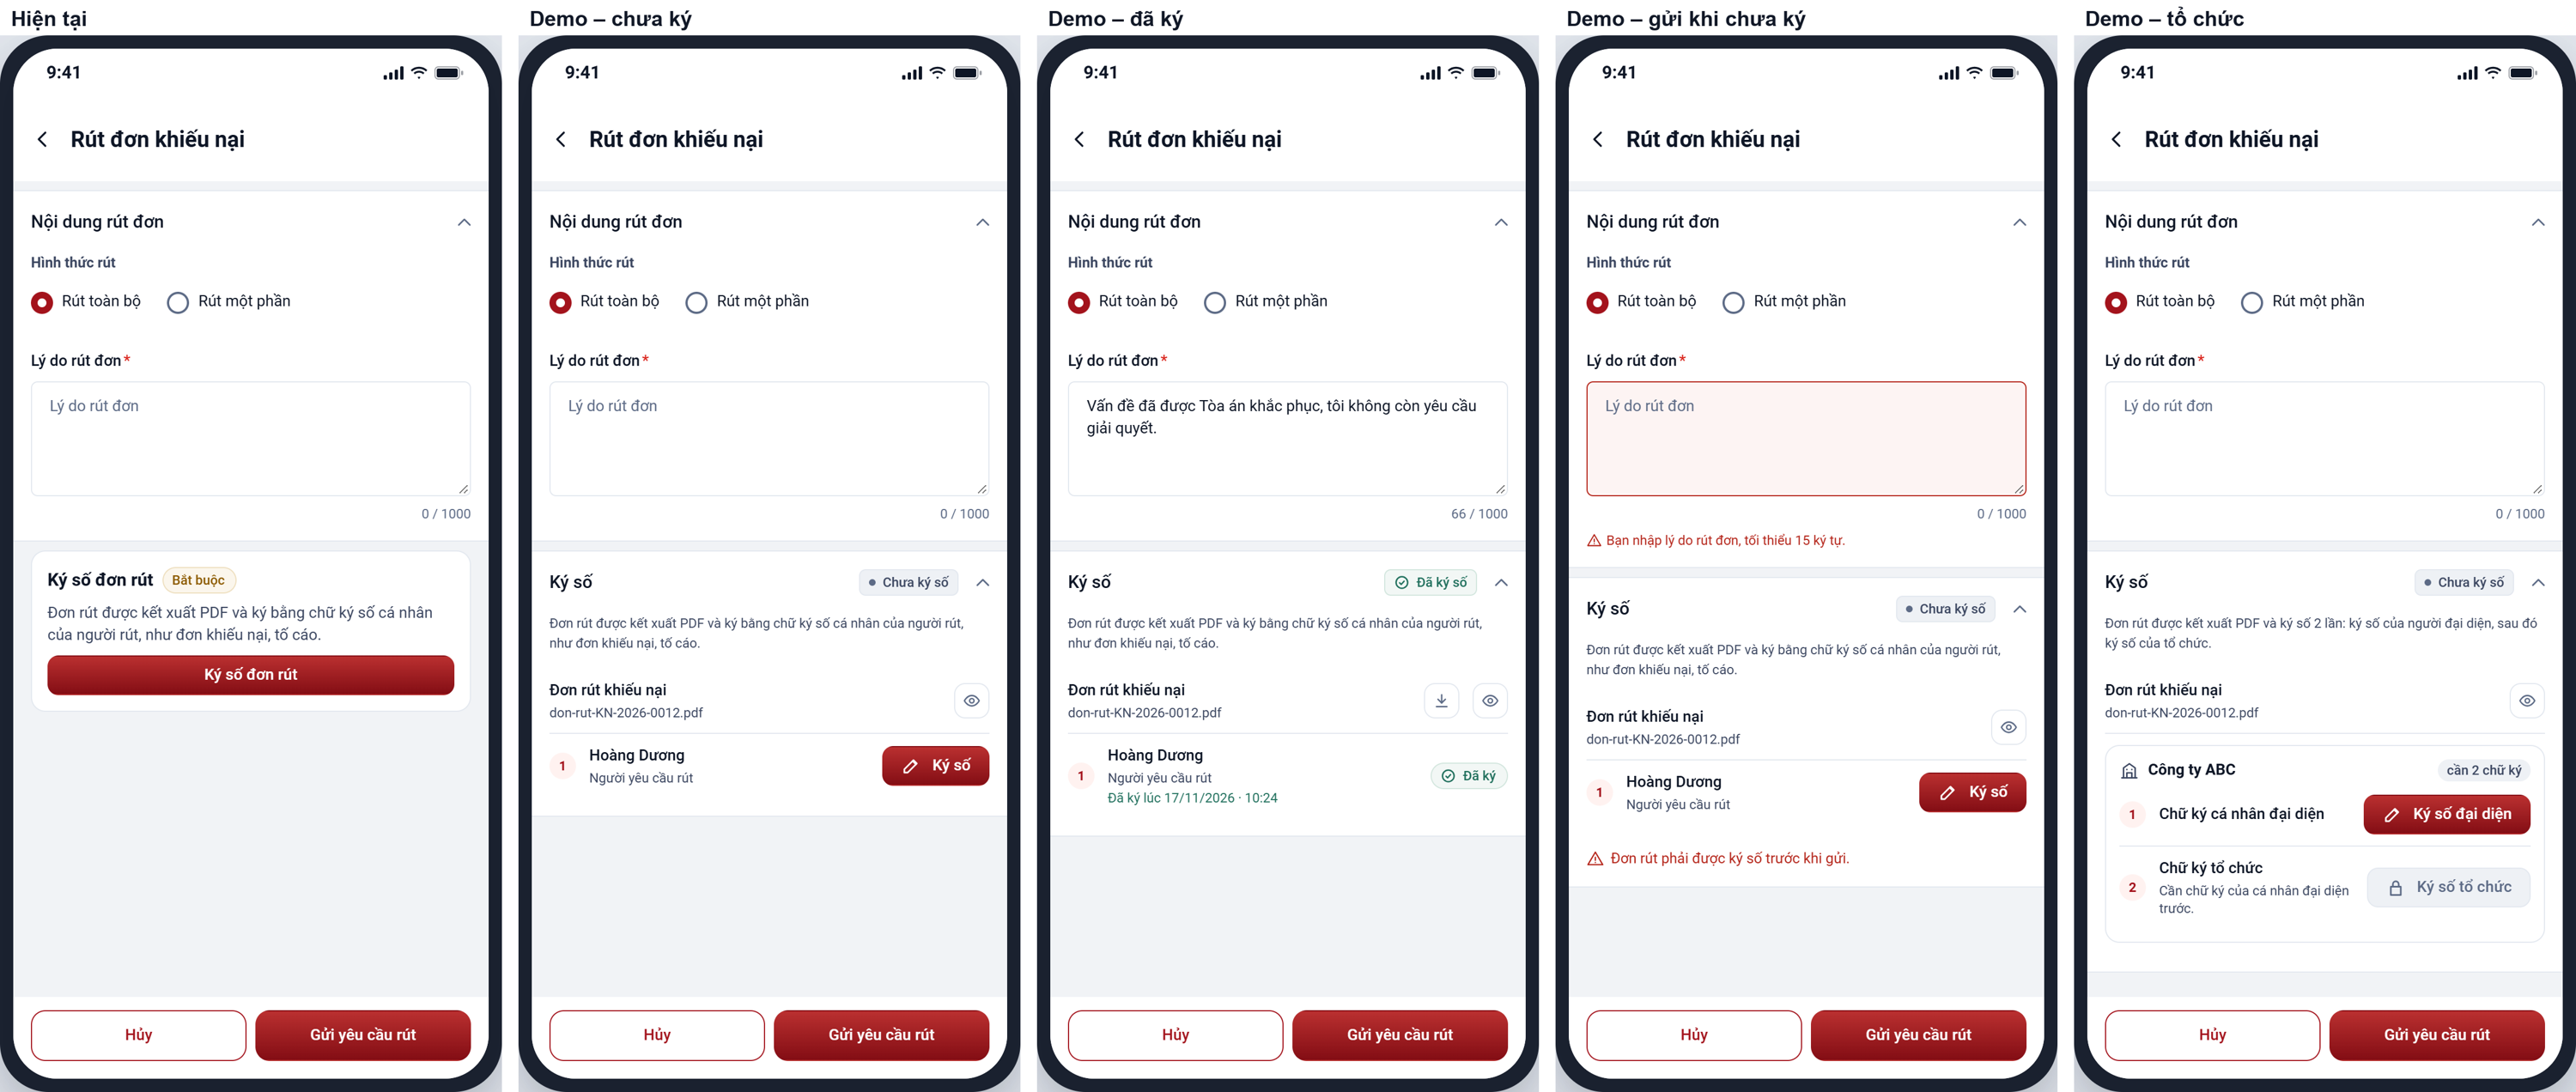 Hiện tại
9:41
Rút đơn khiếu nại
Nội dung rút đơn
Hình thức rút
Rút toàn bộ
Rút một phần
Lý do rút đơn*
Lý do rút đơn
0 / 1000
Ký số đơn rút
Bắt buộc
Đơn rút được kết xuất PDF và ký bằng chữ ký số cá nhân
của người rút, như đơn khiếu nại, tố cáo.
Ký số đơn rút
Hủy
Gửi yêu cầu rút
Demo – chưa ký
9:41
Rút đơn khiếu nại
Nội dung rút đơn
Hình thức rút
Rút toàn bộ
Rút một phần
Lý do rút đơn*
Lý do rút đơn
0 / 1000
Ký số
Chưa ký số
Đơn rút được kết xuất PDF và ký bằng chữ ký số cá nhân của người rút,
như đơn khiếu nại, tố cáo.
Đơn rút khiếu nại
don-rut-KN-2026-0012.pdf
1
Hoàng Dương
Người yêu cầu rút
Ký số
Hủy
Gửi yêu cầu rút
Demo – đã ký
9:41
Rút đơn khiếu nại
Nội dung rút đơn
Hình thức rút
Rút toàn bộ
Rút một phần
Lý do rút đơn*
Vấn đề đã được Tòa án khắc phục, tôi không còn yêu cầu
giải quyết.
66 / 1000
Ký số
Đã ký số
Đơn rút được kết xuất PDF và ký bằng chữ ký số cá nhân của người rút,
như đơn khiếu nại, tố cáo.
Đơn rút khiếu nại
don-rut-KN-2026-0012.pdf
1
Hoàng Dương
Người yêu cầu rút
Đã ký lúc 17/11/2026 · 10:24
Đã ký
Hủy
Gửi yêu cầu rút
Demo – gửi khi chưa ký
9:41
Rút đơn khiếu nại
Nội dung rút đơn
Hình thức rút
Rút toàn bộ
Rút một phần
Lý do rút đơn*
Lý do rút đơn
0 / 1000
Bạn nhập lý do rút đơn, tối thiểu 15 ký tự.
Ký số
Chưa ký số
Đơn rút được kết xuất PDF và ký bằng chữ ký số cá nhân của người rút,
như đơn khiếu nại, tố cáo.
Đơn rút khiếu nại
don-rut-KN-2026-0012.pdf
1
Hoàng Dương
Người yêu cầu rút
Ký số
Đơn rút phải được ký số trước khi gửi.
Hủy
Gửi yêu cầu rút
Demo – tổ chức
9:41
Rút đơn khiếu nại
Nội dung rút đơn
Hình thức rút
Rút toàn bộ
Rút một phần
Lý do rút đơn*
Lý do rút đơn
0 / 1000
Ký số
Chưa ký số
Đơn rút được kết xuất PDF và ký số 2 lần: ký số của người đại diện, sau đó
ký số của tổ chức.
Đơn rút khiếu nại
don-rut-KN-2026-0012.pdf
Công ty ABC
cần 2 chữ ký
1
Chữ ký cá nhân đại diện
Ký số đại diện
2
Chữ ký tổ chức
Cần chữ ký của cá nhân đại diện
trước.
Ký số tổ chức
Hủy
Gửi yêu cầu rút